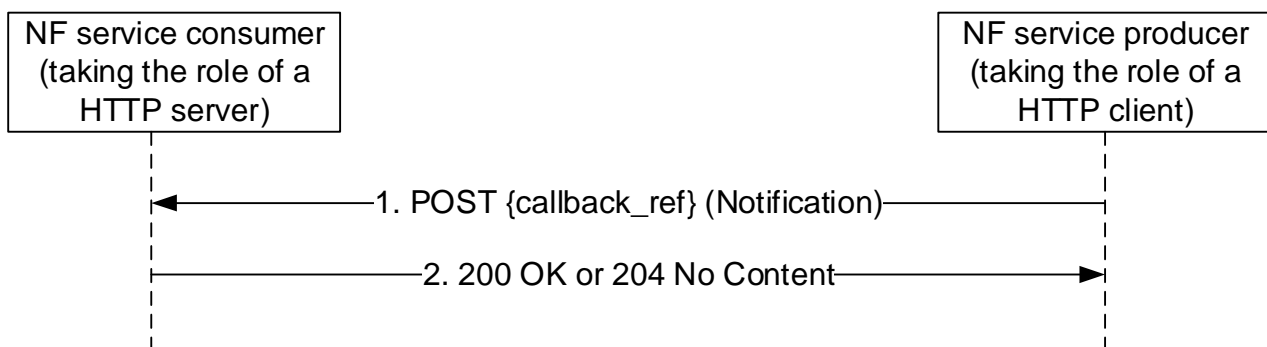 NF service consumer
(taking the role of a
HTTP server)
NF service producer
(taking the role of a
HTTP client)
1. POST {callback_ref} (Notification)
2. 200 OK or 204 No Content